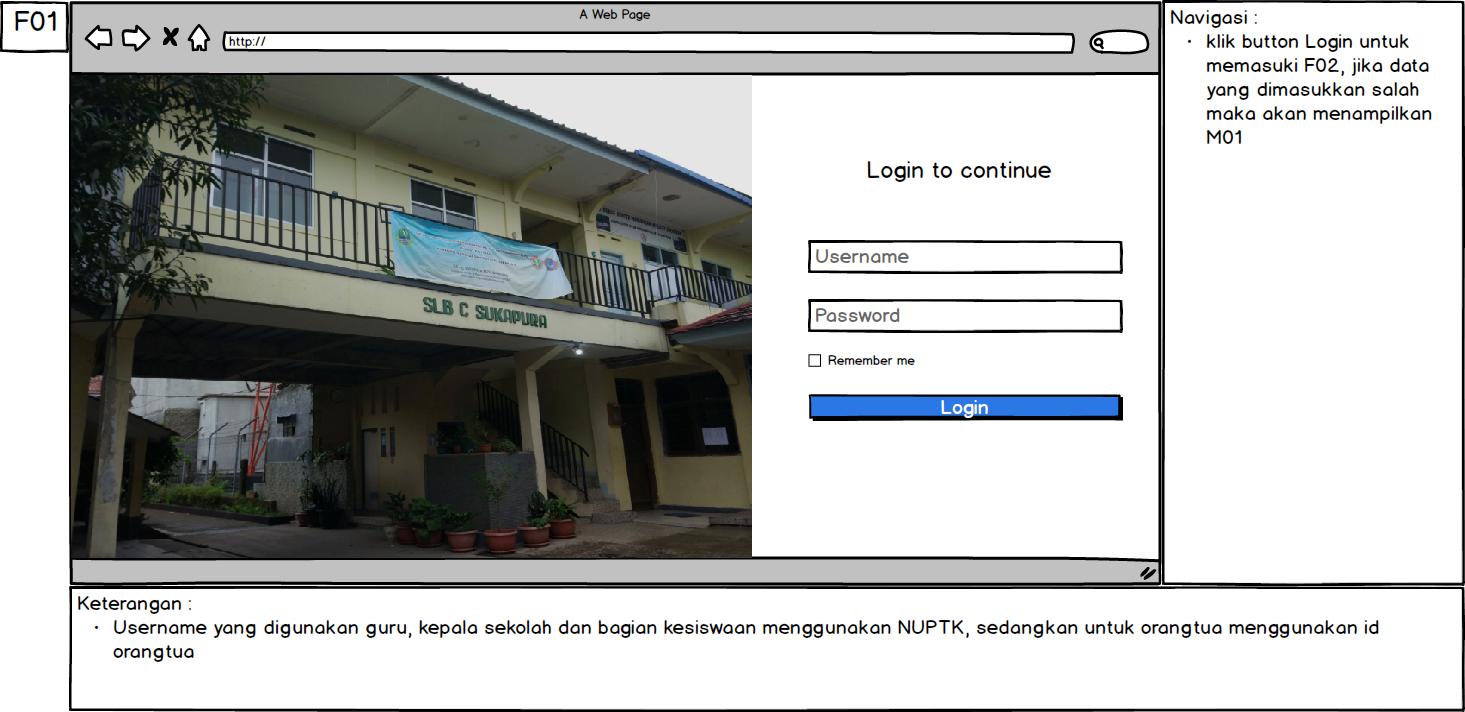 F01
A Web Page
http://
Navigasi :
• klik button Login untuk
memasuki F02, jika data
yang dimasukkan salah
maka akan menampilkan
M01
SLB C SUKAPURA
Login to continue
Username
Password
Remember me
Login
Keterangan :
• Username yang digunakan guru, kepala sekolah dan bagian kesiswaan menggunakan NUPTK, sedangkan untuk orangtua menggunakan id
orangtua